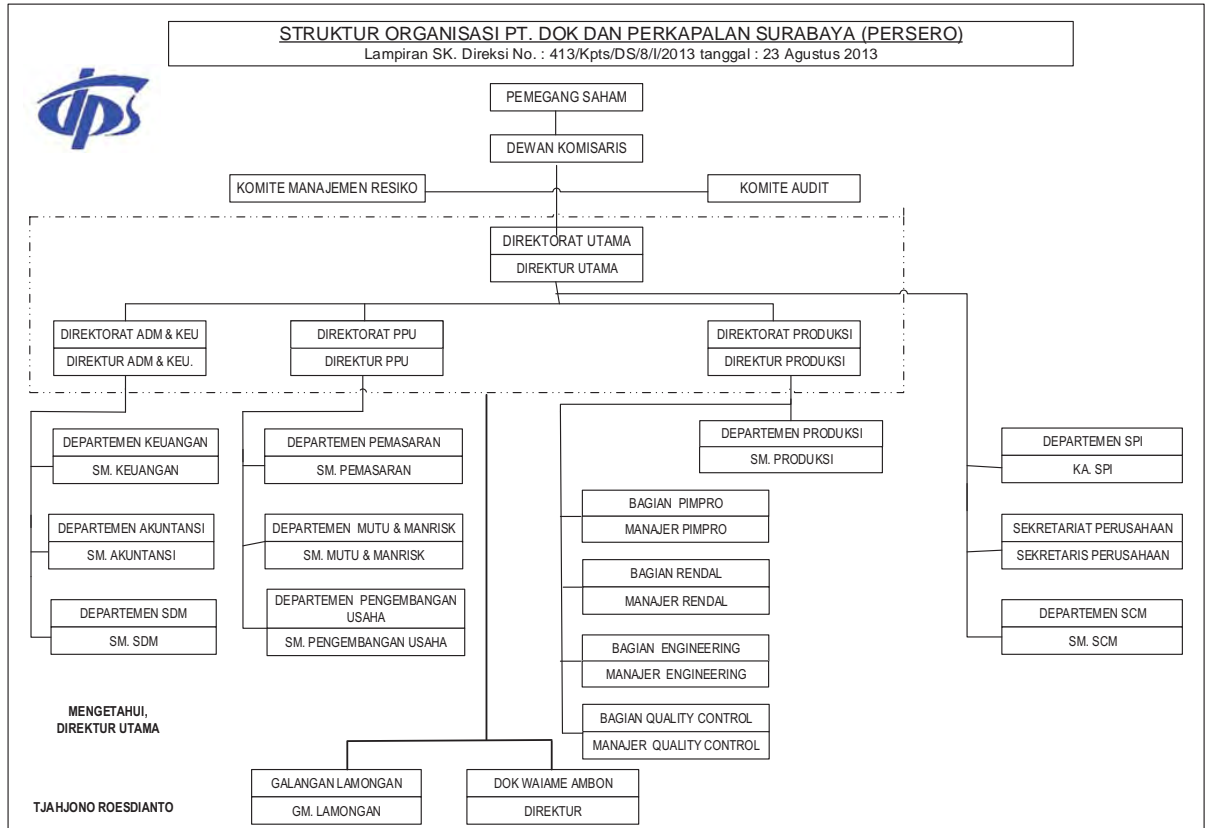 STRUKTUR ORGANISASI PT. DOK DAN PERKAPALAN SURABAYA (PERSERO)
Lampiran SK. Direksi No. : 413/Kpts/DS/8/I/2013 tanggal : 23 Agustus 2013
dps
PEMEGANG SAHAM
DEWAN KOMISARIS
KOMITE MANAJEMEN RESIKO
KOMITE AUDIT
DIREKTORAT UTAMA
DIREKTUR UTAMA
DIREKTORAT ADM & KEU
DIREKTUR ADM & KEU.
DIREKTORAT PPU
DIREKTUR PPU
DIREKTORAT PRODUKSI
DIREKTUR PRODUKSI
DEPARTEMEN KEUANGAN
SM. KEUANGAN
DEPARTEMEN AKUNTANSI
SM. AKUNTANSI
DEPARTEMEN SDM
SM. SDM
DEPARTEMEN PEMASARAN
SM. PEMASARAN
DEPARTEMEN MUTU & MANRISK
SM. MUTU & MANRISK
DEPARTEMEN PENGEMBANGAN
USAHA
SM. PENGEMBANGAN USAHA
DEPARTEMEN PRODUKSI
SM. PRODUKSI
BAGIAN PIMPRO
MANAJER PIMPRO
BAGIAN RENDAL
MANAJER RENDAL
BAGIAN ENGINEERING
MANAJER ENGINEERING
BAGIAN QUALITY CONTROL
MANAJER QUALITY CONTROL
DEPARTEMEN SPI
KA. SPI
SEKRETARIAT PERUSAHAAN
SEKRETARIS PERUSAHAAN
DEPARTEMEN SCM
SM. SCM
GALANGAN LAMONGAN
GM. LAMONGAN
DOK WAIAME AMBON
DIREKTUR
MENGETAHUI,
DIREKTUR UTAMA
TJAHJONO ROESDIANTO